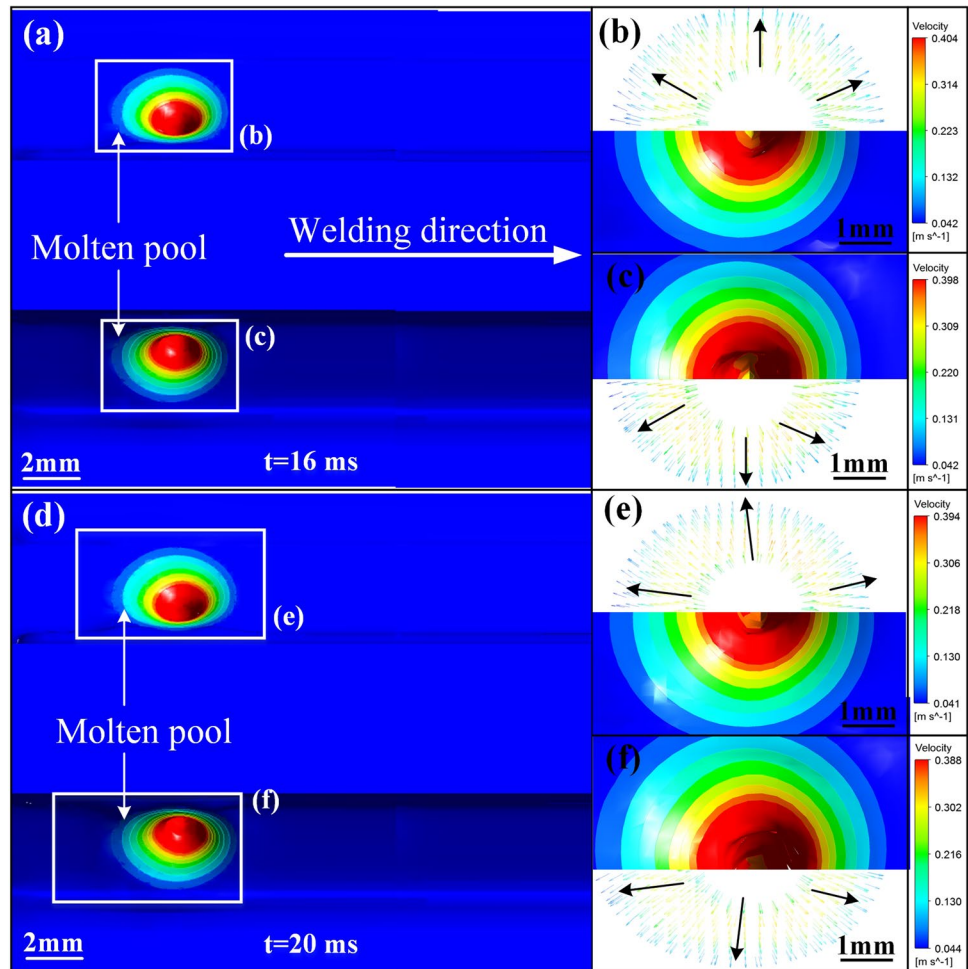 (a)
(b)
Molten pool
Welding direction
(c)
2mm
t=16 ms
(b)
1mm
Velocity
0.404
0.314
0.223
0.132
0.042
[m s^-1]
(c)
1mm
Velocity
0.398
0.309
0.220
0.131
0.042
[m s^-1]
(d)
(e)
Molten pool
(f)
2mm
t=20 ms
(e)
1mm
Velocity
0.394
0.306
0.218
0.130
0.041
[m s^-1]
(f)
1mm
Velocity
0.388
0.302
0.216
0.130
0.044
[m s^-1]